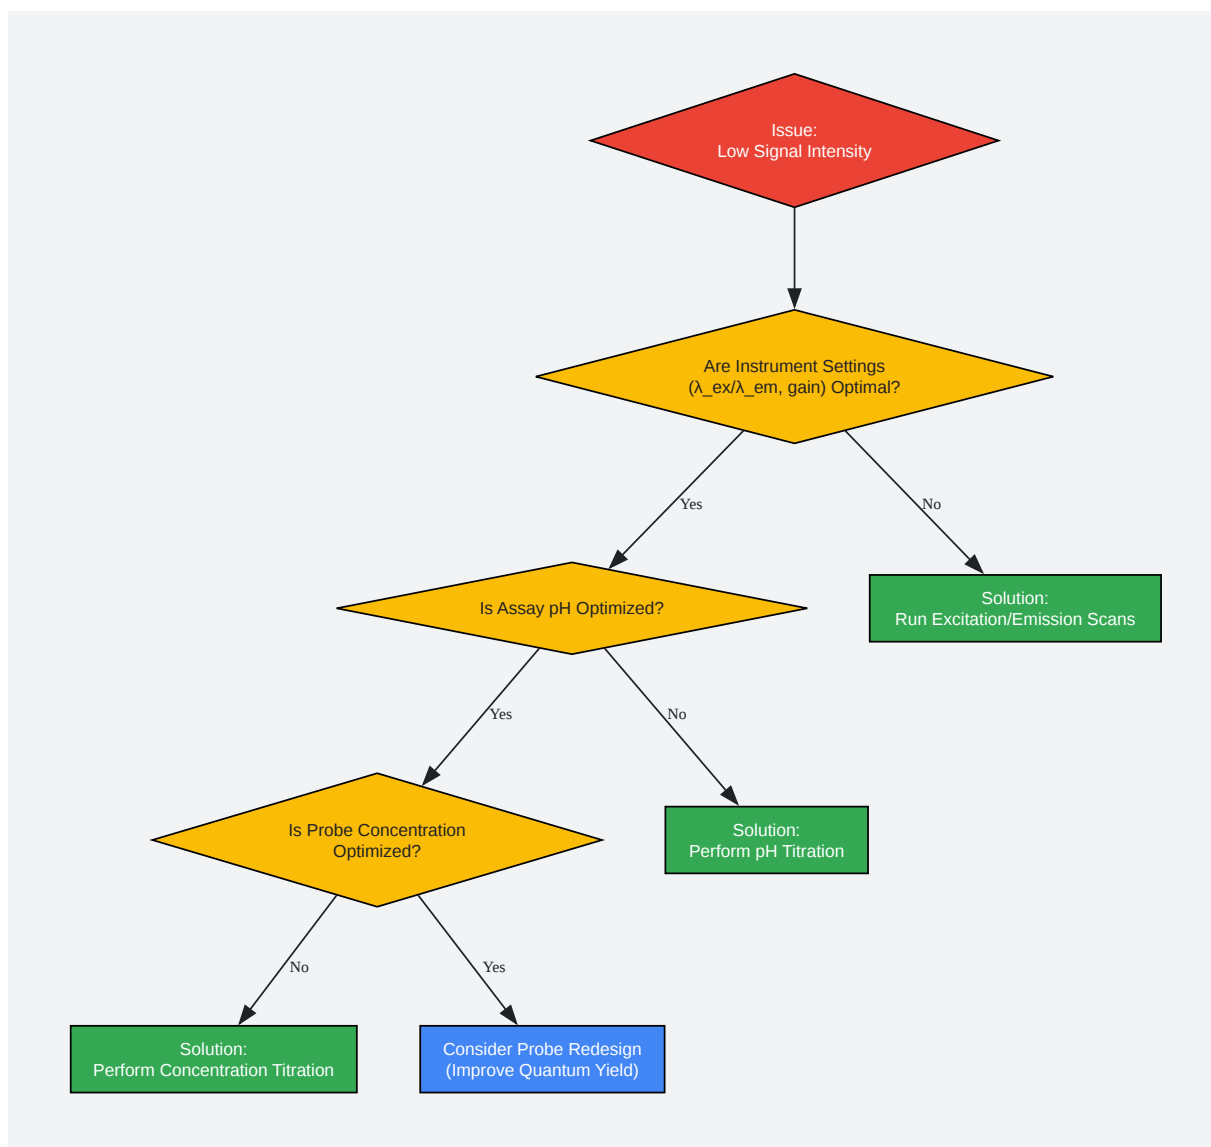 Issue:
Low Signal Intensity
Are Instrument Settings
(λ_ex/λ_em, gain) Optimal?
Yes
No
Is Assay pH Optimized?
Solution:
Run Excitation/Emission Scans
Yes
No
Is Probe Concentration
Optimized?
Solution:
Perform pH Titration
No
Yes
Solution:
Perform Concentration Titration
Consider Probe Redesign
(Improve Quantum Yield)